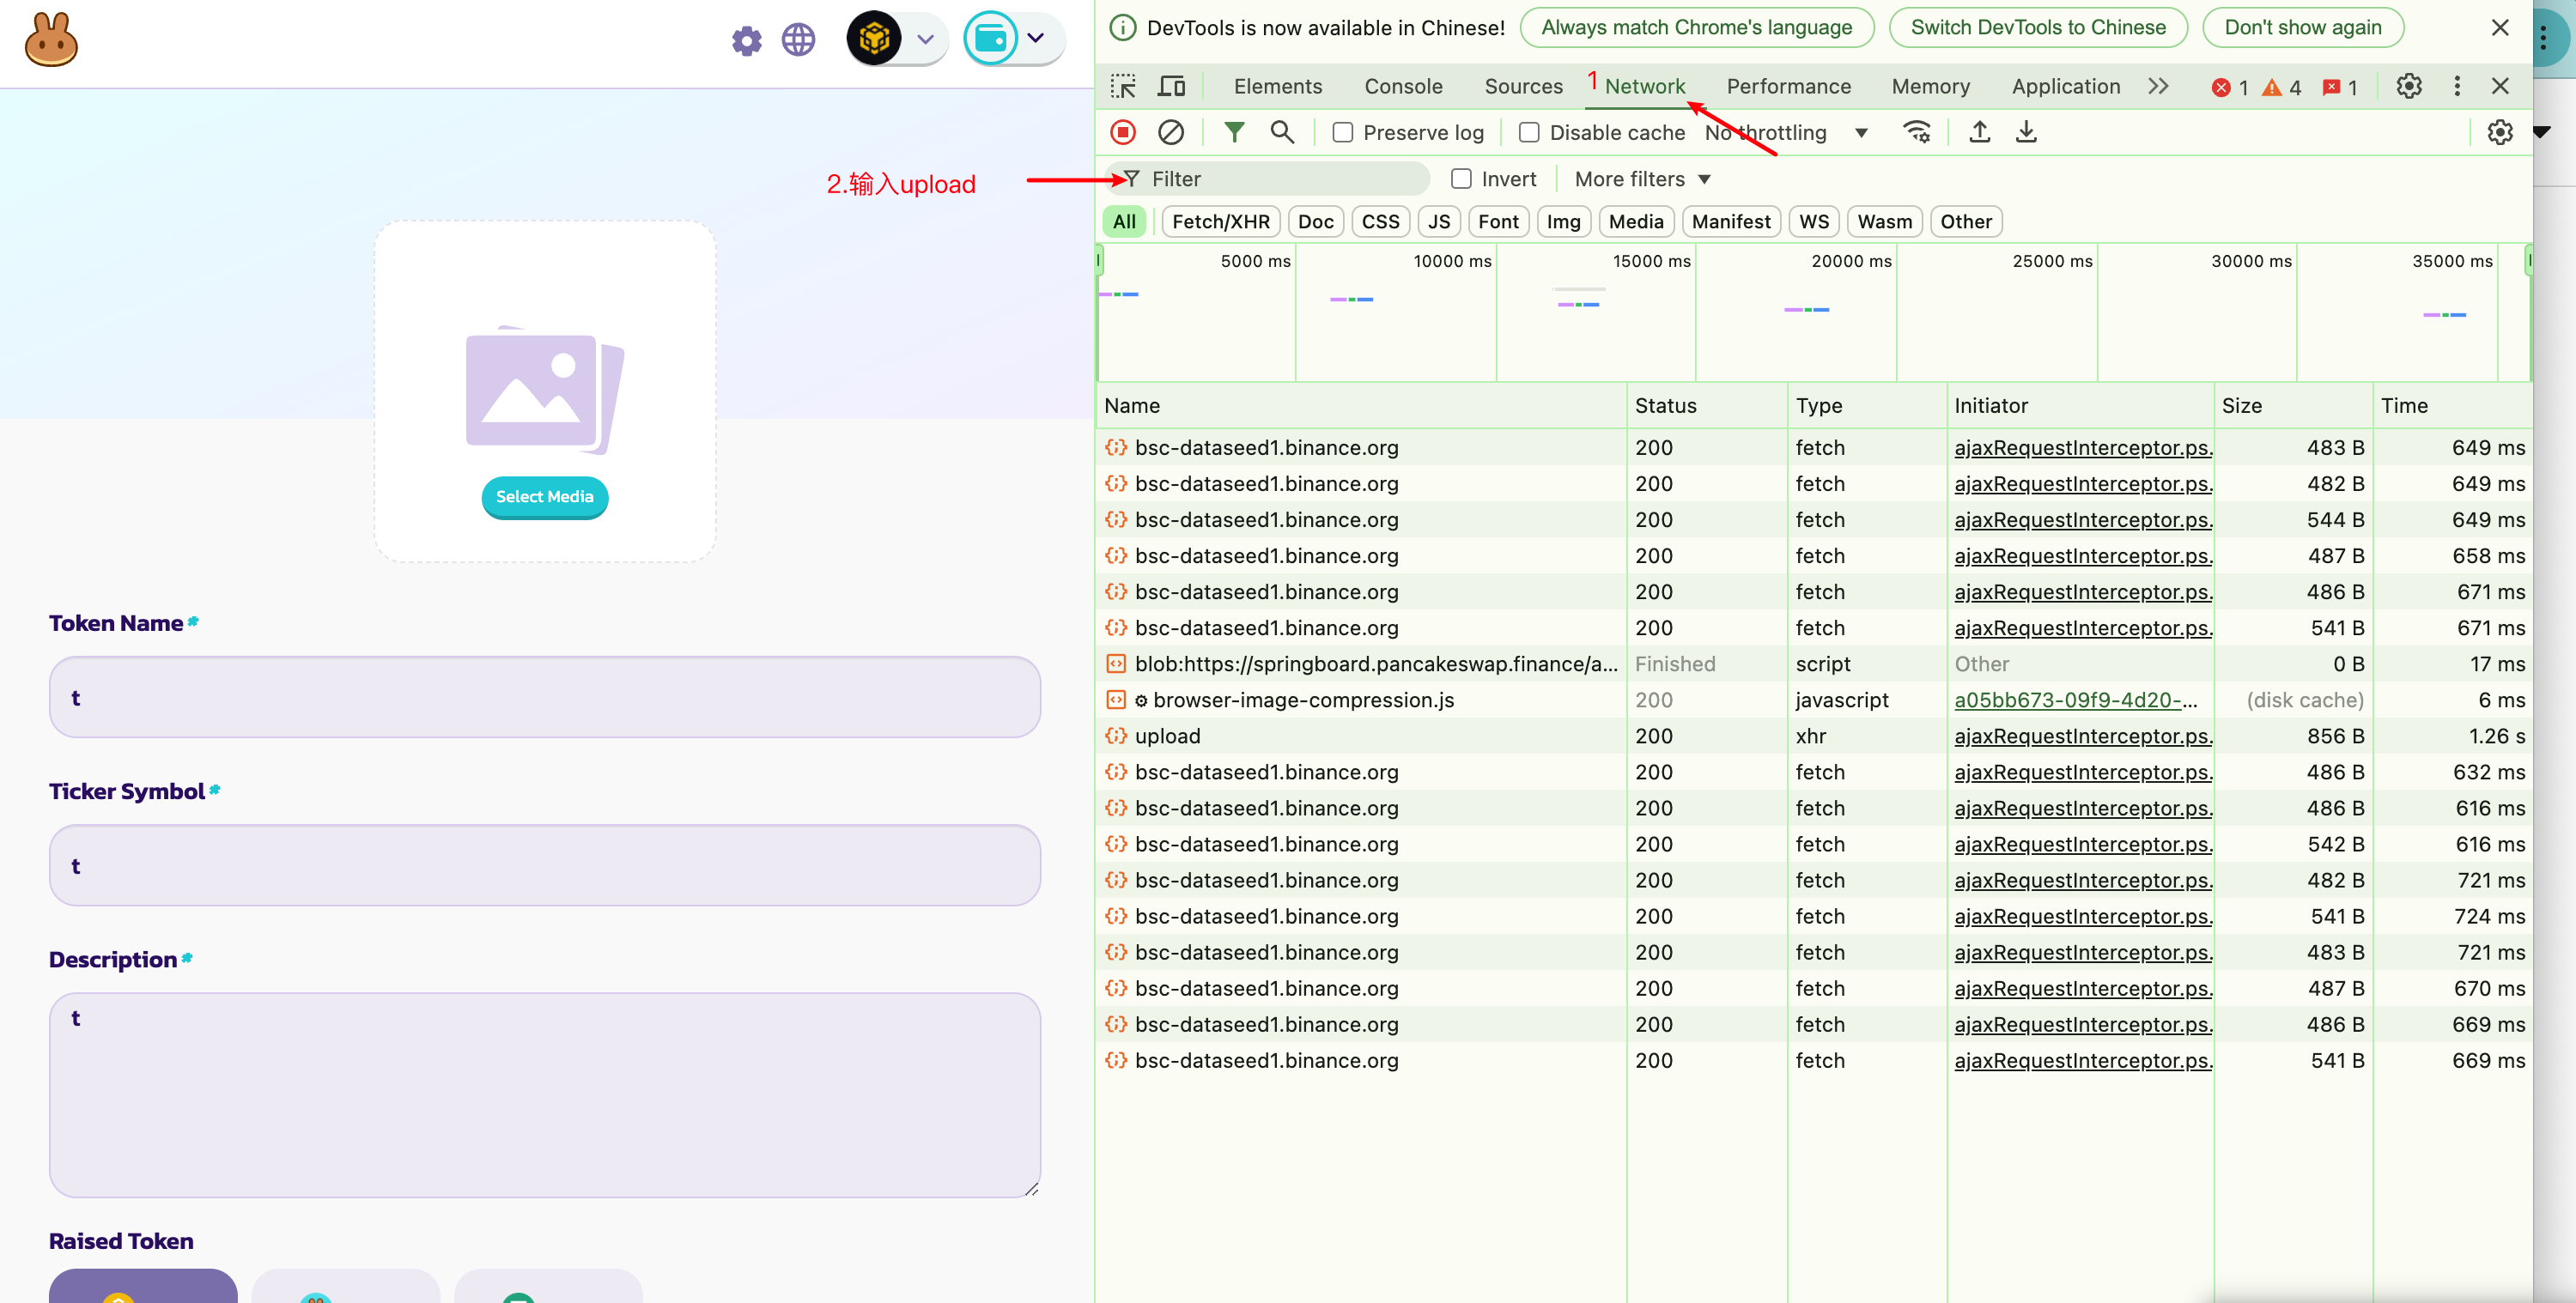 DevTools is now available in Chinese!
Always match Chrome's language
Switch DevTools to Chinese
Don't show again
Elements
Console
Sources
1
Network
Performance
Memory
Application
1
4
1
Preserve log
Disable cache
No throttling
2.输入upload
Filter
Invert
More filters
All
Fetch/XHR
Doc
CSS
JS
Font
Img
Media
Manifest
WS
Wasm
Other
5000 ms
10000 ms
15000 ms
20000 ms
25000 ms
30000 ms
35000 ms
Select Media
Token Name
t
Ticker Symbol
t
Description
t
Raised Token
Name Status Type Initiator Size Time
bsc-dataseed1.binance.org 200 fetch ajaxRequestInterceptor.ps. 483 B 649 ms
bsc-dataseed1.binance.org 200 fetch ajaxRequestInterceptor.ps. 482 B 649 ms
bsc-dataseed1.binance.org 200 fetch ajaxRequestInterceptor.ps. 544 B 649 ms
bsc-dataseed1.binance.org 200 fetch ajaxRequestInterceptor.ps. 487 B 658 ms
bsc-dataseed1.binance.org 200 fetch ajaxRequestInterceptor.ps. 486 B 671 ms
bsc-dataseed1.binance.org 200 fetch ajaxRequestInterceptor.ps. 541 B 671 ms
blob:https://springboard.pancakeswap.finance/a... Finished script Other 0 B 17 ms
browser-image-compression.js 200 javascript a05bb673-09f9-4d20-... (disk cache) 6 ms
upload 200 xhr ajaxRequestInterceptor.ps. 856 B 1.26 s
bsc-dataseed1.binance.org 200 fetch ajaxRequestInterceptor.ps. 486 B 632 ms
bsc-dataseed1.binance.org 200 fetch ajaxRequestInterceptor.ps. 486 B 616 ms
bsc-dataseed1.binance.org 200 fetch ajaxRequestInterceptor.ps. 542 B 616 ms
bsc-dataseed1.binance.org 200 fetch ajaxRequestInterceptor.ps. 482 B 721 ms
bsc-dataseed1.binance.org 200 fetch ajaxRequestInterceptor.ps. 541 B 724 ms
bsc-dataseed1.binance.org 200 fetch ajaxRequestInterceptor.ps. 483 B 721 ms
bsc-dataseed1.binance.org 200 fetch ajaxRequestInterceptor.ps. 487 B 670 ms
bsc-dataseed1.binance.org 200 fetch ajaxRequestInterceptor.ps. 486 B 669 ms
bsc-dataseed1.binance.org 200 fetch ajaxRequestInterceptor.ps. 541 B 669 ms